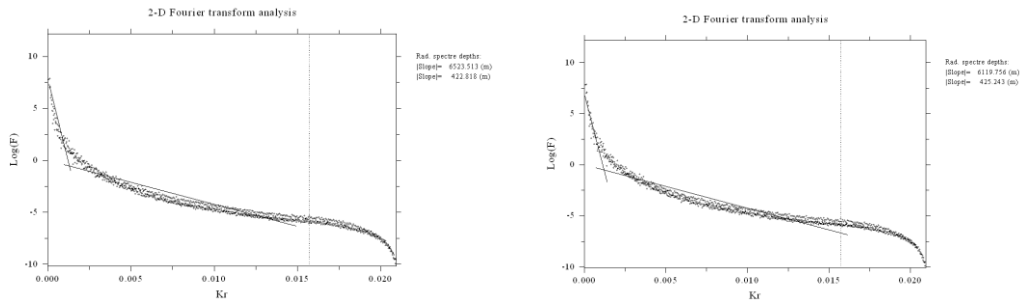 2-D Fourier transform analysis
10
5
0
-5
-10
Log(F)
0.000
0.005
0.010
0.015
0.020
Kr
Rad. spectre depths:
|Slope|= 6523.513 (m)
|Slope|= 422.818 (m)
2-D Fourier transform analysis
10
5
0
-5
-10
Log(F)
0.000
0.005
0.010
0.015
0.020
Kr
Rad. spectre depths:
|Slope|= 6119.756 (m)
|Slope|= 425.243 (m)